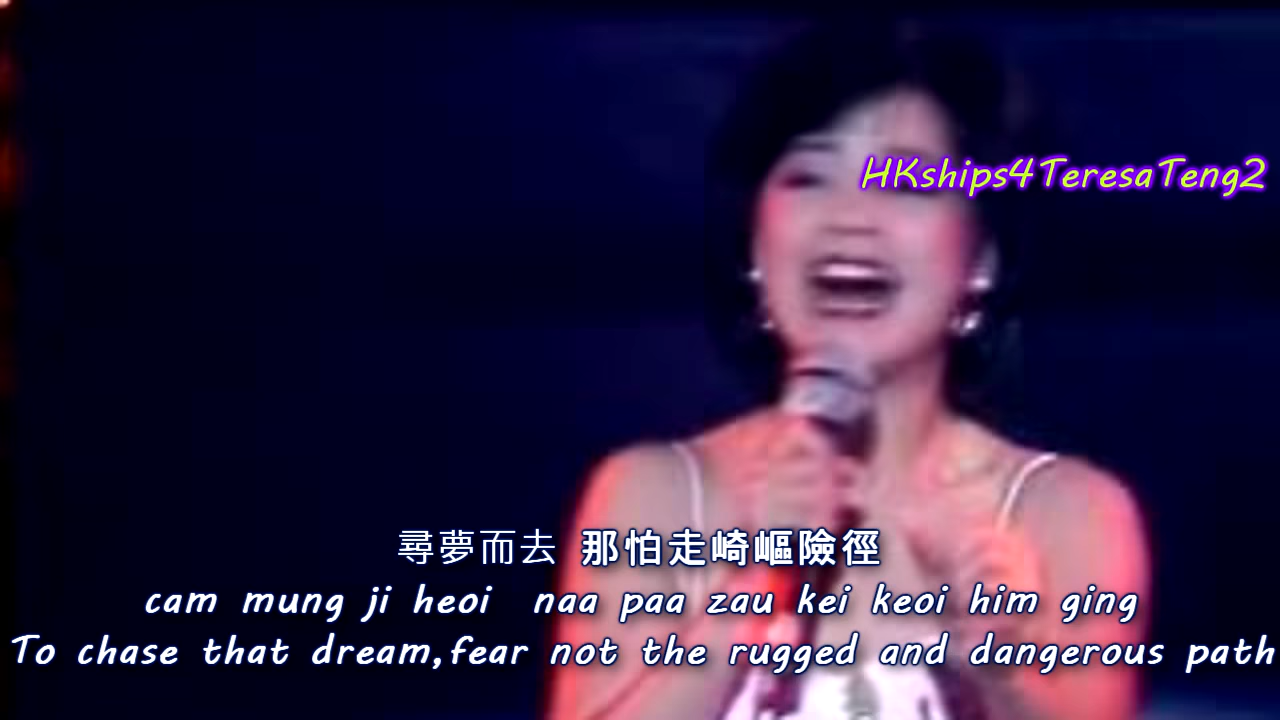 HKships4TeresaTeng2
尋夢而去 那怕走崎嶇險徑
cam mung ji heoi naa paa zau kei keoi him ging
To chase that dream,fear not the rugged and dangerous path